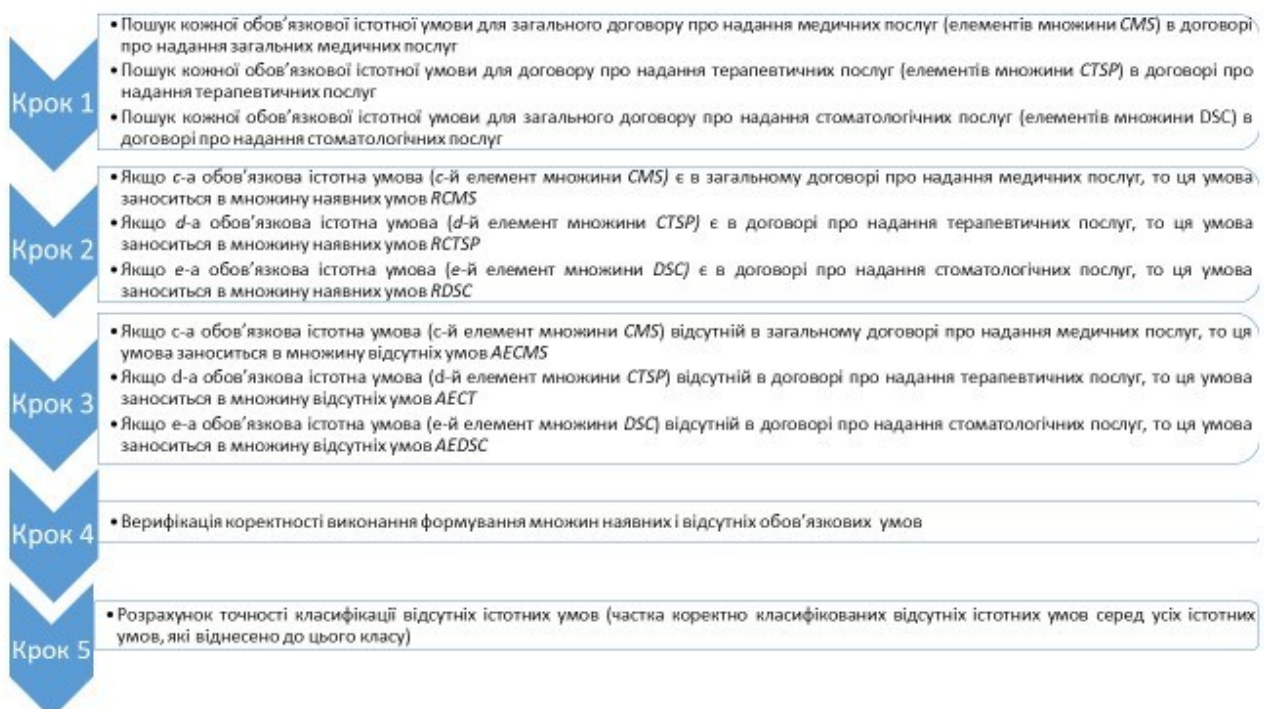 Крок 1
• Пошук кожної обов'язкової істотної умови для загального договору про надання медичних послуг (елементів множини CMS) в договорі
про надання загальних медичних послуг
• Пошук кожної обов'язкової істотної умови для договору про надання терапевтичних послуг (елементів множини CTSP) в договорі про
надання терапевтичних послуг
• Пошук кожної обов'язкової істотної умови для загального договору про надання стоматологічних послуг (елементів множини DSC) в
договорі про надання стоматологічних послуг
Крок 2
• Якщо c-а обов'язкова істотна умова (c-й елемент множини CMS) є в загальному договорі про надання медичних послуг, то ця умова
заноситься в множину наявних умов RCMS
• Якщо d-а обов'язкова істотна умова (d-й елемент множини CTSP) є в договорі про надання терапевтичних послуг, то ця умова
заноситься в множину наявних умов RCTSP
• Якщо e-а обов'язкова істотна умова (e-й елемент множини DSC) є в договорі про надання стоматологічних послуг, то ця умова
заноситься в множину наявних умов RDSC
Крок 3
• Якщо c-а обов'язкова істотна умова (c-й елемент множини CMS) відсутній в загальному договорі про надання медичних послуг, то ця
умова заноситься в множину відсутніх умов AECMS
• Якщо d-а обов'язкова істотна умова (d-й елемент множини CTSP) відсутній в договорі про надання терапевтичних послуг, то ця умова
заноситься в множину відсутніх умов AECT
• Якщо e-а обов'язкова істотна умова (e-й елемент множини DSC) відсутній в договорі про надання стоматологічних послуг, то ця умова
заноситься в множину відсутніх умов AEDSC
Крок 4
• Верифікація коректності виконання формування множин наявних і відсутніх обов'язкових умов
Крок 5
• Розрахунок точності класифікації відсутніх істотних умов (частка коректно класифікованих відсутніх істотних умов серед усіх істотних
умов, які віднесено до цього класу)